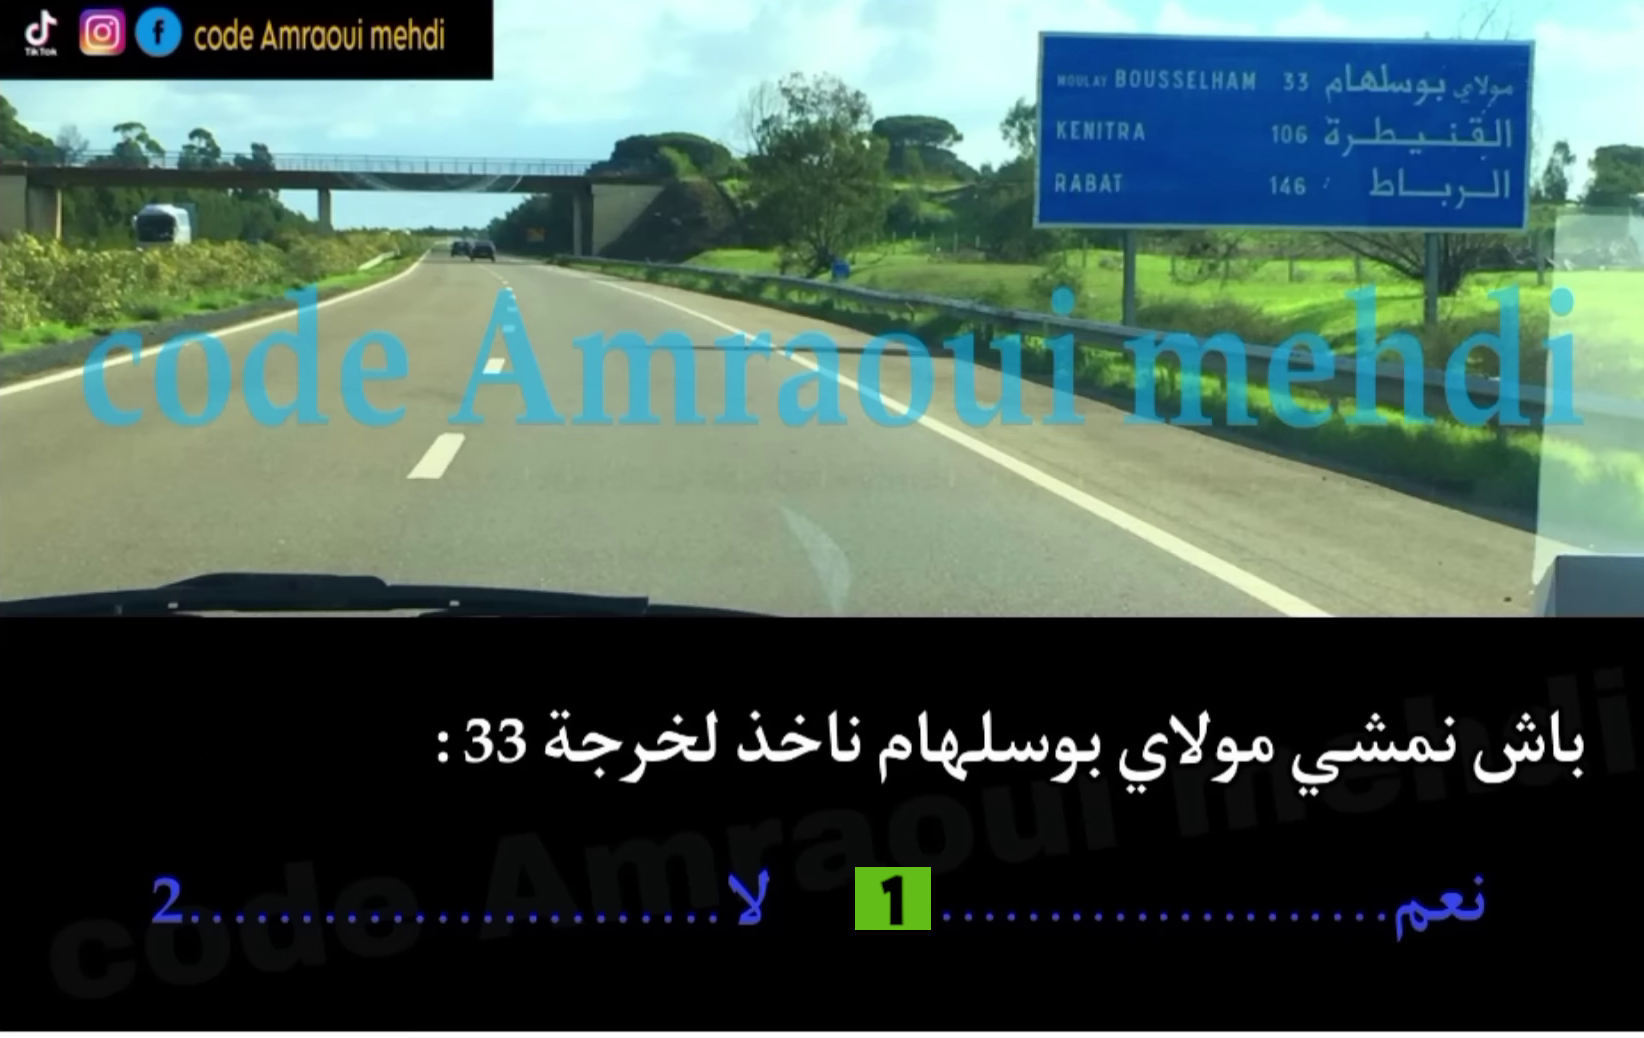 TikTok
code Amraoui mehdi
MOULAY BOUSSELHAM 33 مولاي بوسلهام
KENITRA 106 القنيطرة
RABAT 146 الرباط
code Amraoui mehdi
باش نمشي مولاي بوسلهام ناخذ لخرجة 33 :
نعم.....................1 لا..........................2
code Amraoui mehdi